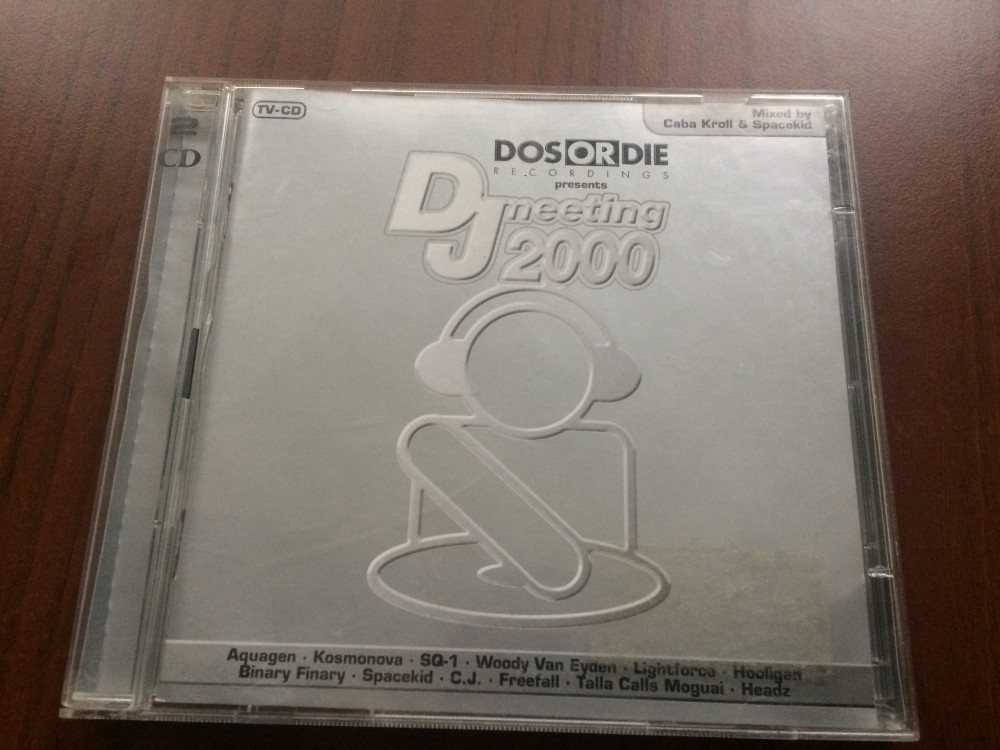 2
CD
TV-CD
Mixed by
Caba Kroll & Spacekid
DOS OR DIE
RECORDINGS
presents
DJ meeting
2000
Aquagen · Kosmonova · SQ-1 · Woody Van Eyden · Lightforce · Hooligan
Binary Finary · Spacekid · C.J. · Freefall · Talla Calls Moguai · Headz